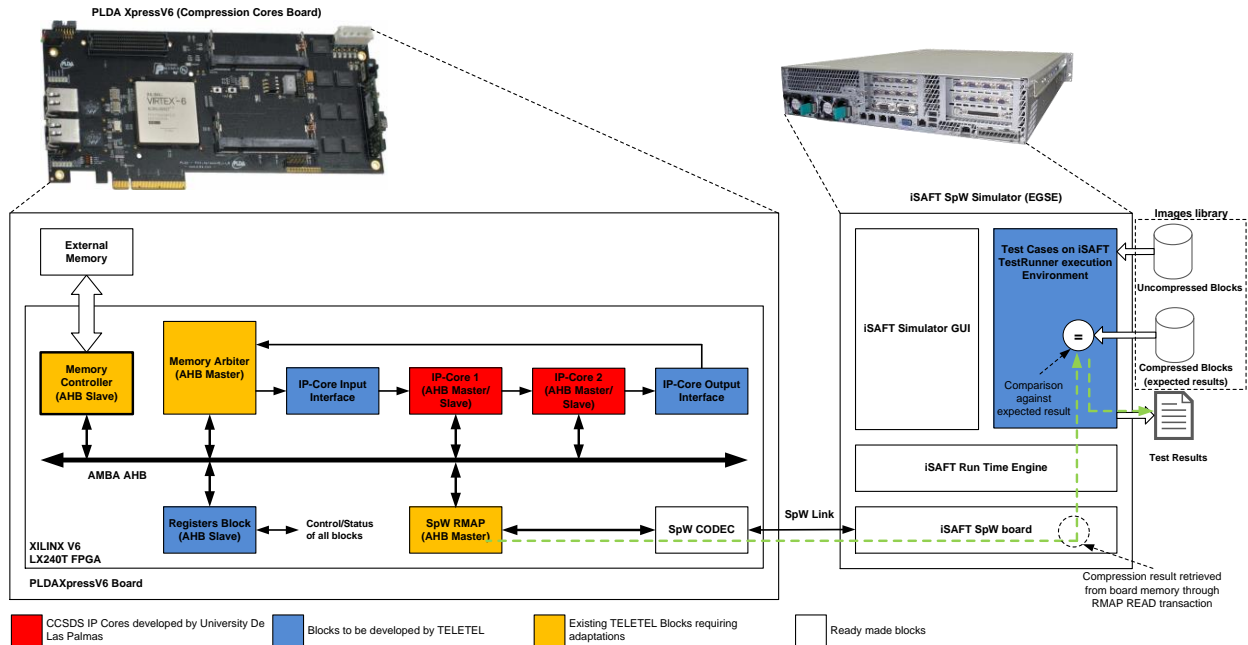 PLDA XpressV6 (Compression Cores Board)
VIRTEX-6
PLDA
iSAFT SpW Simulator (EGSE)
Images library
External
Memory
Test Cases on iSAFT
TestRunner execution
Environment
Uncompressed Blocks
iSAFT Simulator GUI
=
Compressed Blocks
(expected results)
Comparison
against
expected result
Test Results
Memory
Controller
(AHB Slave)
Memory Arbiter
(AHB Master)
IP-Core Input
Interface
IP-Core 1
(AHB Master/
Slave)
IP-Core 2
(AHB Master/
Slave)
IP-Core Output
Interface
AMBA AHB
iSAFT Run Time Engine
Registers Block
(AHB Slave)
Control/Status
of all blocks
SpW RMAP
(AHB Master)
SpW CODEC
SpW Link
iSAFT SpW board
XILINX V6
LX240T FPGA
PLDAXpressV6 Board
Compression result retrieved
from board memory through
RMAP READ transaction
CCSDS IP Cores developed by University De
Las Palmas
Blocks to be developed by TELETEL
Existing TELETEL Blocks requiring
adaptations
Ready made blocks